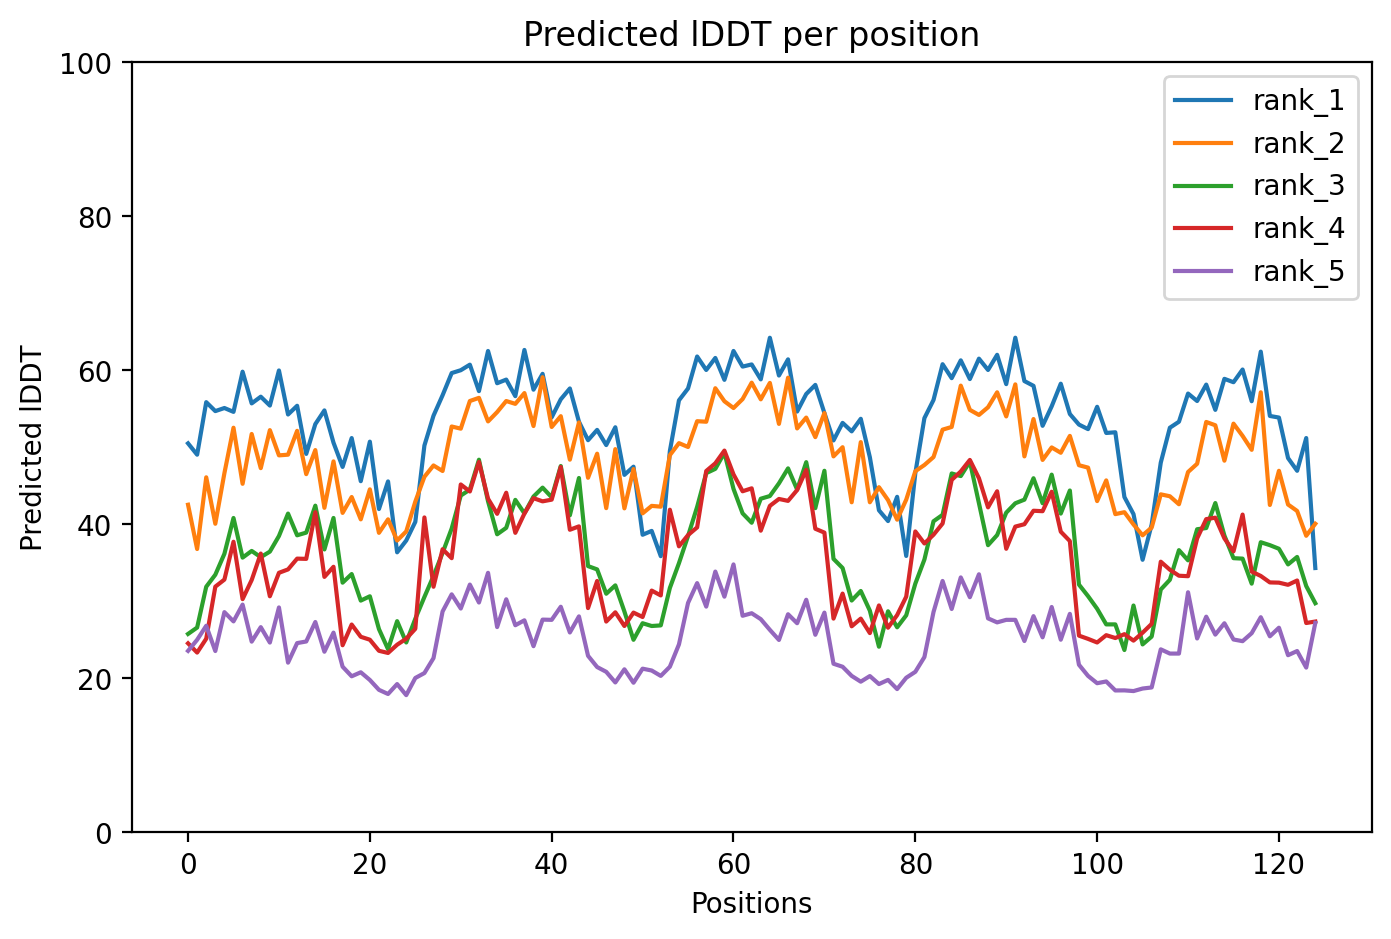 Predicted lDDT per position
100
80
60
40
20
0
Predicted lDDT
0 20 40 60 80 100 120
Positions
rank_1
rank_2
rank_3
rank_4
rank_5